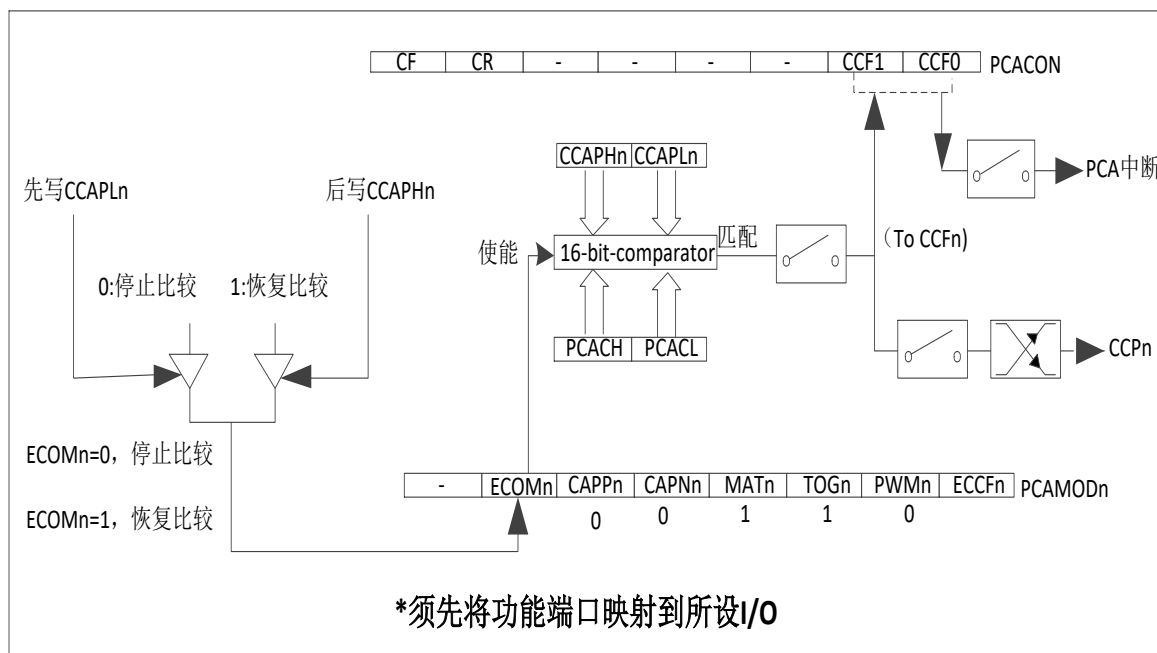 CF CR - - - - CCF1 CCF0 PCACON
CCAPHn CCAPLn
PCA中断
先写CCAPLn 后写CCAPHn
使能 16-bit-comparator 匹配 （To CCFn)
0:停止比较 1:恢复比较
PCACH PCACL
CCPn
ECOMn=0，停止比较
- ECOMn CAPPn CAPNn MATn TOGn PWMn ECCFn PCAMODn
ECOMn=1，恢复比较
0 0 1 1 0
*须先将功能端口映射到所设I/O